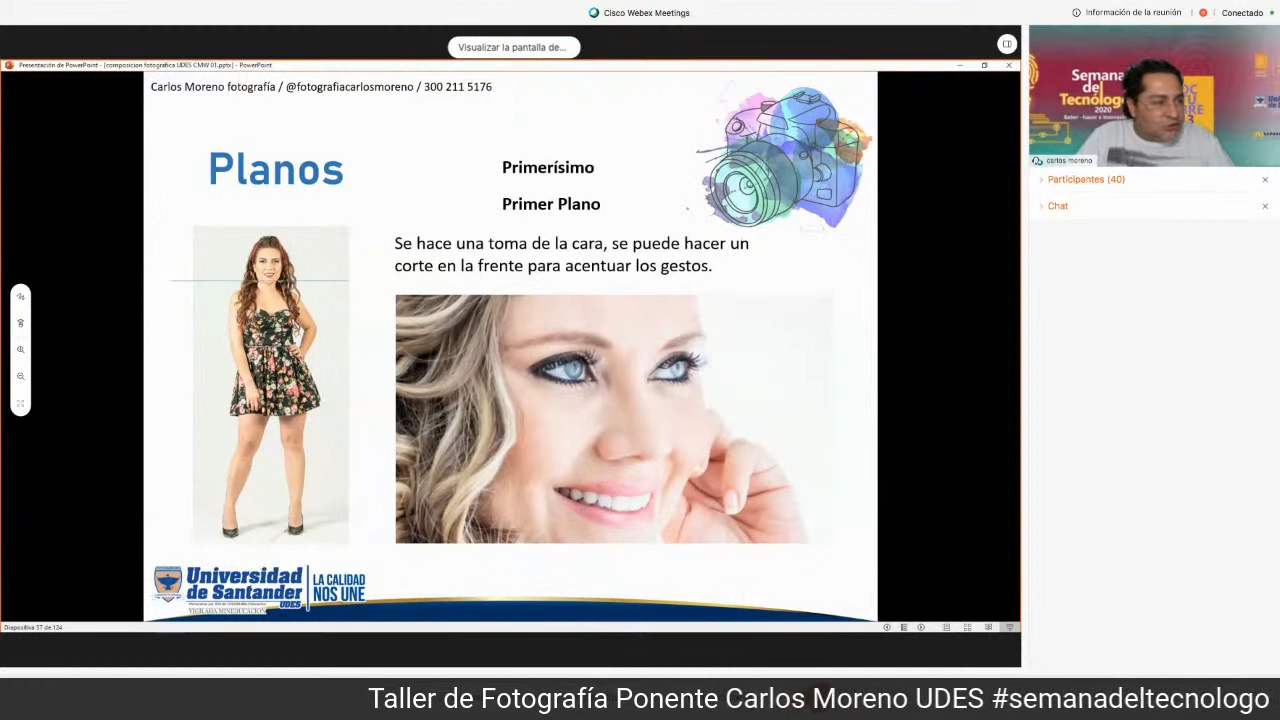 Cisco Webex Meetings
Información de la reunión
Conectado
Visualizar la pantalla de...
Presentación de PowerPoint - [composicion fotografica UDES CMW 01.pptx] - PowerPoint
Carlos Moreno fotografía / @fotografiacarlosmoreno / 300 211 5176
Planos
Primerísimo
Primer Plano
Se hace una toma de la cara, se puede hacer un
corte en la frente para acentuar los gestos.
Semana
del
Tecnólogo
2020
carlos moreno
Participantes (40)
Chat
Universidad
de Santander
UDES
VIGILADA MINEDUCACIÓN
LA CALIDAD
NOS UNE
Diapositiva 57 de 124
Taller de Fotografía Ponente Carlos Moreno UDES #semanadeltecnologo